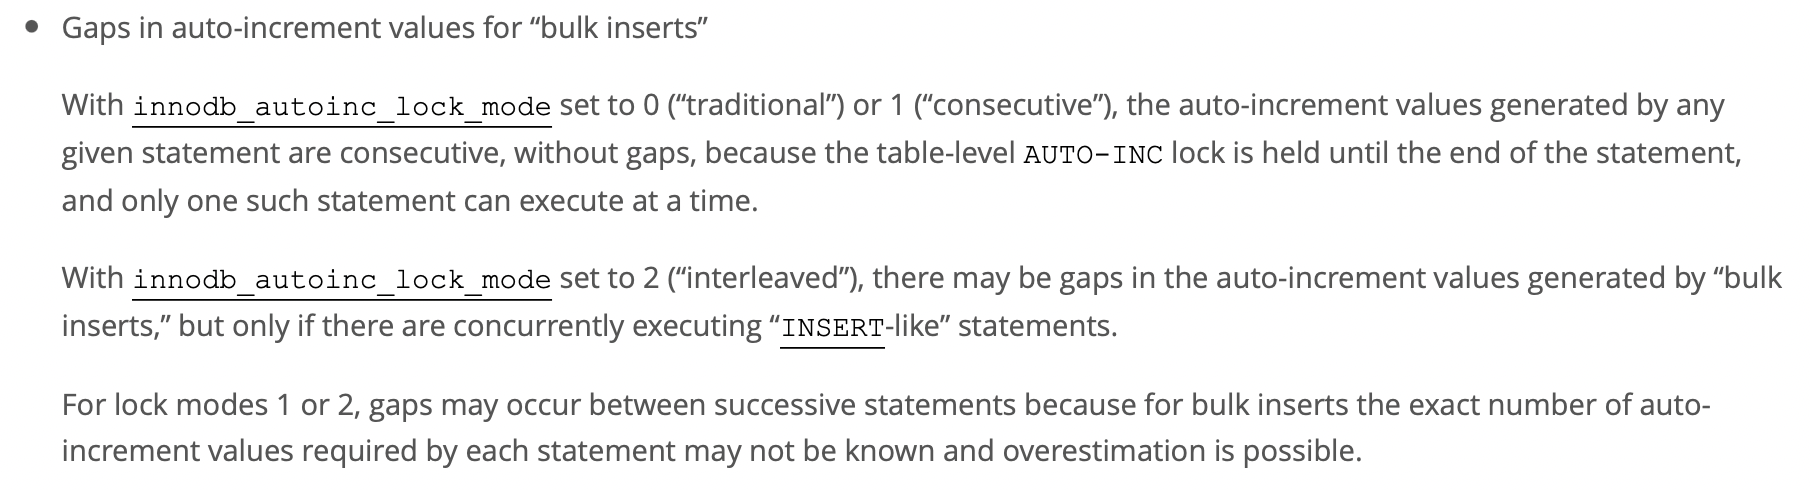 • Gaps in auto-increment values for “bulk inserts”
With innodb_autoinc_lock_mode set to 0 (“traditional”) or 1 (“consecutive”), the auto-increment values generated by any
given statement are consecutive, without gaps, because the table-level AUTO-INC lock is held until the end of the statement,
and only one such statement can execute at a time.
With innodb_autoinc_lock_mode set to 2 (“interleaved”), there may be gaps in the auto-increment values generated by “bulk
inserts,” but only if there are concurrently executing “INSERT-like” statements.
For lock modes 1 or 2, gaps may occur between successive statements because for bulk inserts the exact number of auto-
increment values required by each statement may not be known and overestimation is possible.